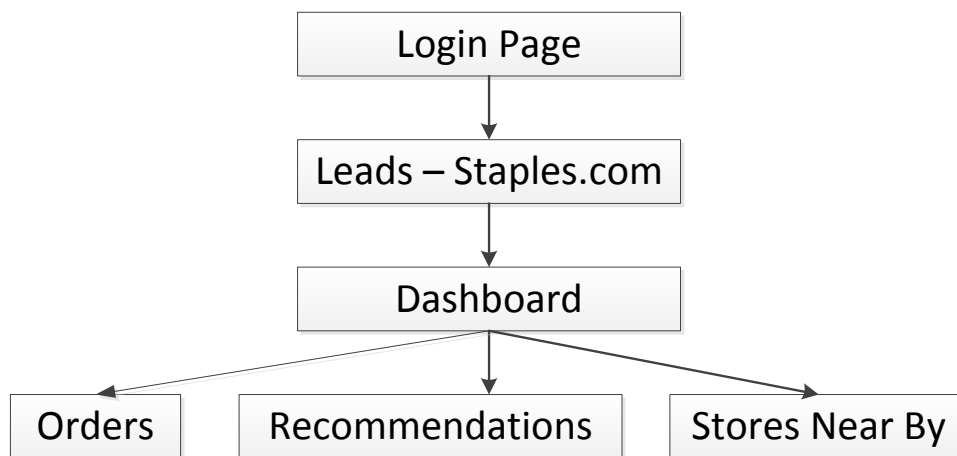 Login Page
Leads – Staples.com
Dashboard
Orders
Recommendations
Stores Near By